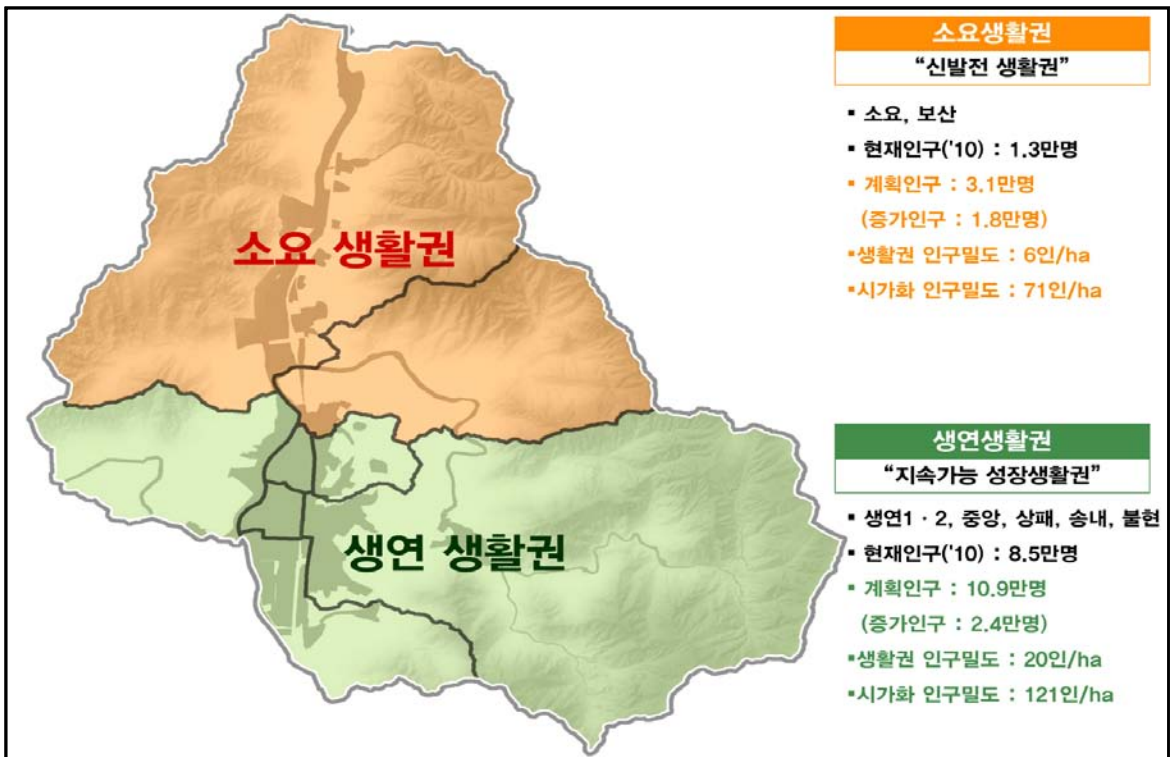 소요생활권
“신발전 생활권”
▪ 소요, 보산
▪ 현재인구('10) : 1.3만명
▪ 계획인구 : 3.1만명
(증가인구 : 1.8만명)
▪생활권 인구밀도 : 6인/ha
▪시가화 인구밀도 : 71인/ha
소요 생활권
생연 생활권
생연생활권
“지속가능 성장생활권”
▪ 생연1 · 2, 중앙, 상패, 송내, 불현
▪ 현재인구('10) : 8.5만명
▪ 계획인구 : 10.9만명
(증가인구 : 2.4만명)
▪생활권 인구밀도 : 20인/ha
▪시가화 인구밀도 : 121인/ha